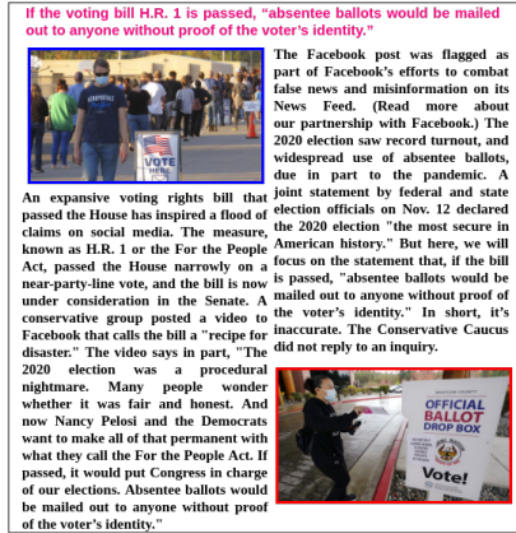 If the voting bill H.R. 1 is passed, “absentee ballots would be mailed
out to anyone without proof of the voter’s identity.”
VOTE
HERE
An expansive voting rights bill that
passed the House has inspired a flood of
claims on social media. The measure,
known as H.R. 1 or the For the People
Act, passed the House narrowly on a
near-party-line vote, and the bill is now
under consideration in the Senate. A
conservative group posted a video to
Facebook that calls the bill a "recipe for
disaster." The video says in part, "The
2020 election was a procedural
nightmare. Many people wonder
whether it was fair and honest. And
now Nancy Pelosi and the Democrats
want to make all of that permanent with
what they call the For the People Act. If
passed, it would put Congress in charge
of our elections. Absentee ballots would
be mailed out to anyone without proof
of the voter’s identity."
The Facebook post was flagged as
part of Facebook’s efforts to combat
false news and misinformation on its
News Feed. (Read more about
our partnership with Facebook.) The
2020 election saw record turnout, and
widespread use of absentee ballots,
due in part to the pandemic. A
joint statement by federal and state
election officials on Nov. 12 declared
the 2020 election "the most secure in
American history." But here, we will
focus on the statement that, if the bill
is passed, "absentee ballots would be
mailed out to anyone without proof of
the voter’s identity." In short, it’s
inaccurate. The Conservative Caucus
did not reply to an inquiry.
OFFICIAL
BALLOT
DROP BOX
Vote!